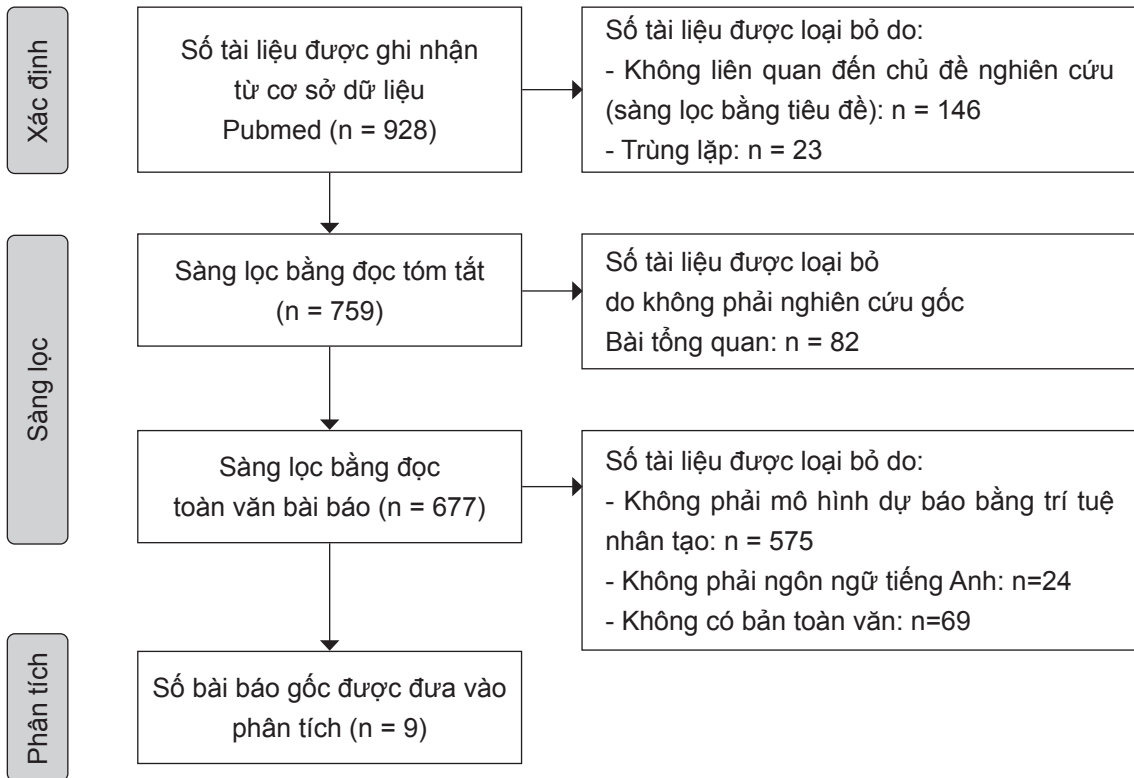 Xác định
Số tài liệu được ghi nhận
từ cơ sở dữ liệu
Pubmed (n = 928)
Số tài liệu được loại bỏ do:
- Không liên quan đến chủ đề nghiên cứu
(sàng lọc bằng tiêu đề): n = 146
- Trùng lặp: n = 23
Sàng lọc
Sàng lọc bằng đọc tóm tắt
(n = 759)
Số tài liệu được loại bỏ
do không phải nghiên cứu gốc
Bài tổng quan: n = 82
Sàng lọc bằng đọc
toàn văn bài báo (n = 677)
Số tài liệu được loại bỏ do:
- Không phải mô hình dự báo bằng trí tuệ
nhân tạo: n = 575
- Không phải ngôn ngữ tiếng Anh: n=24
- Không có bản toàn văn: n=69
Phân tích
Số bài báo gốc được đưa vào
phân tích (n = 9)